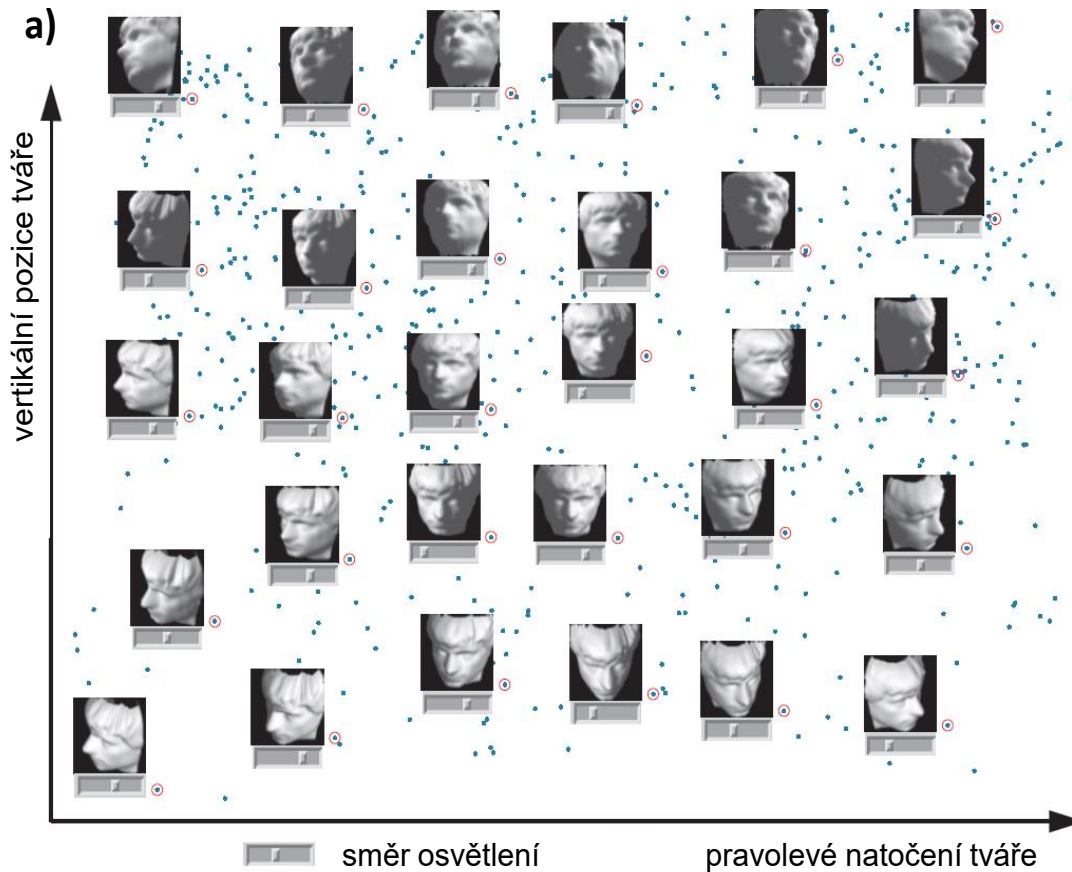 a)
vertikální pozice tváře
směr osvětlení
pravolevé natočení tváře